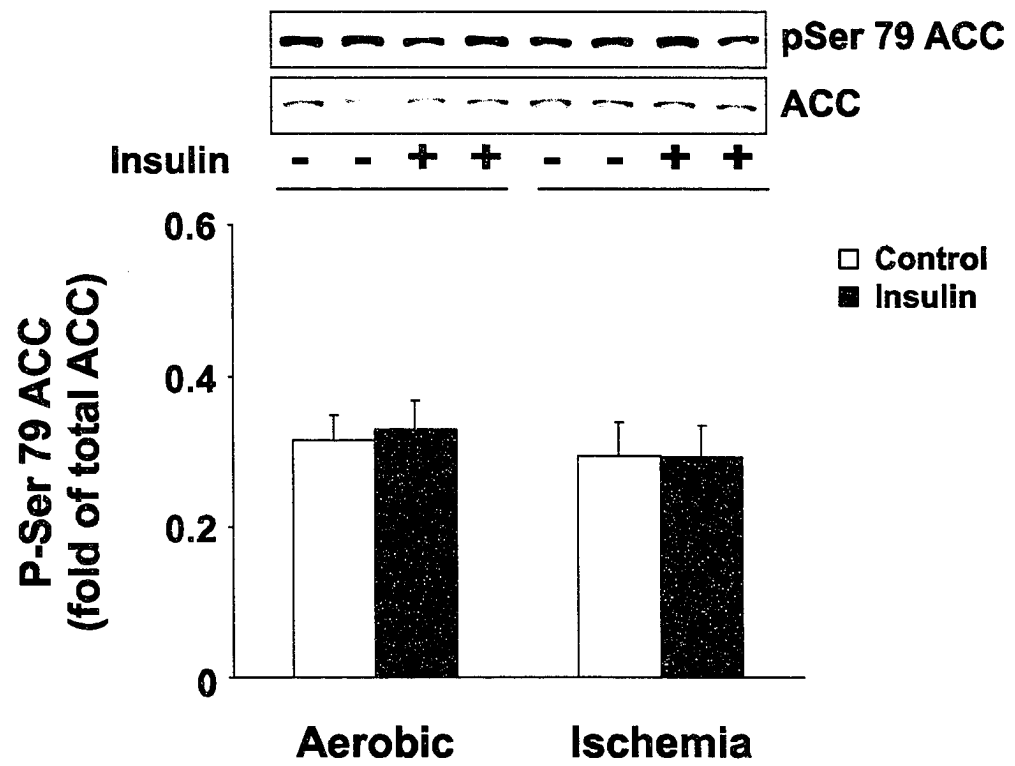 pSer 79 ACC
ACC
Insulin - - + + - - + +
0.6
0.4
0.2
0
P-Ser 79 ACC
(fold of total ACC)
Control
Insulin
Aerobic Ischemia